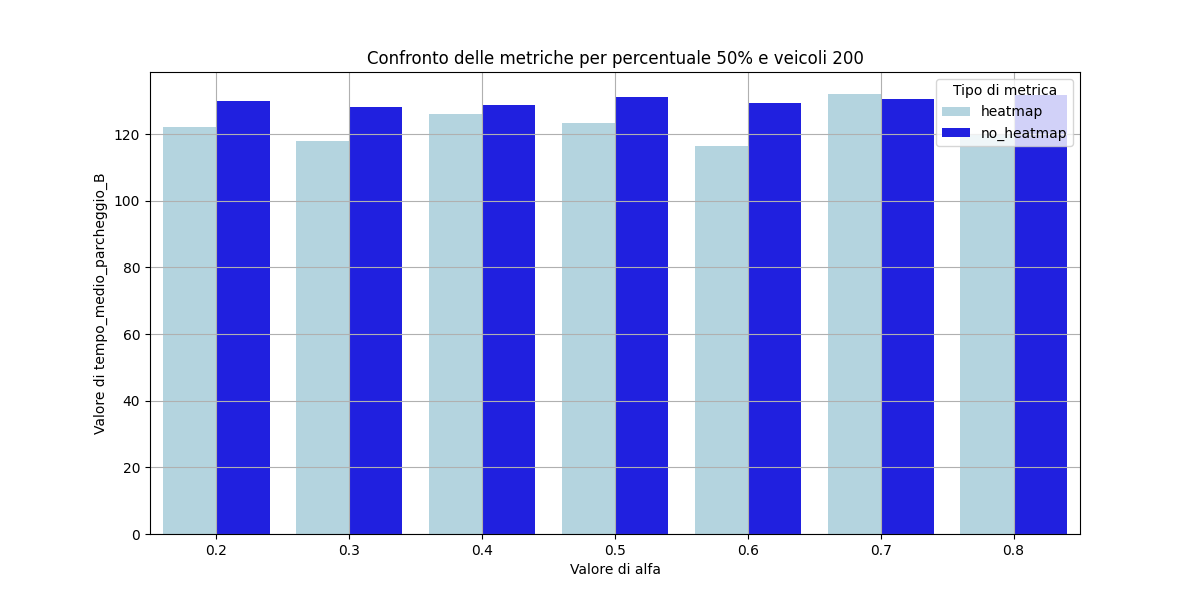 Confronto delle metriche per percentuale 50% e veicoli 200
Tipo di metrica
heatmap
no_heatmap
Valore di tempo_medio_parcheggio_B
120
100
80
60
40
20
0
0.2 0.3 0.4 0.5 0.6 0.7 0.8
Valore di alfa